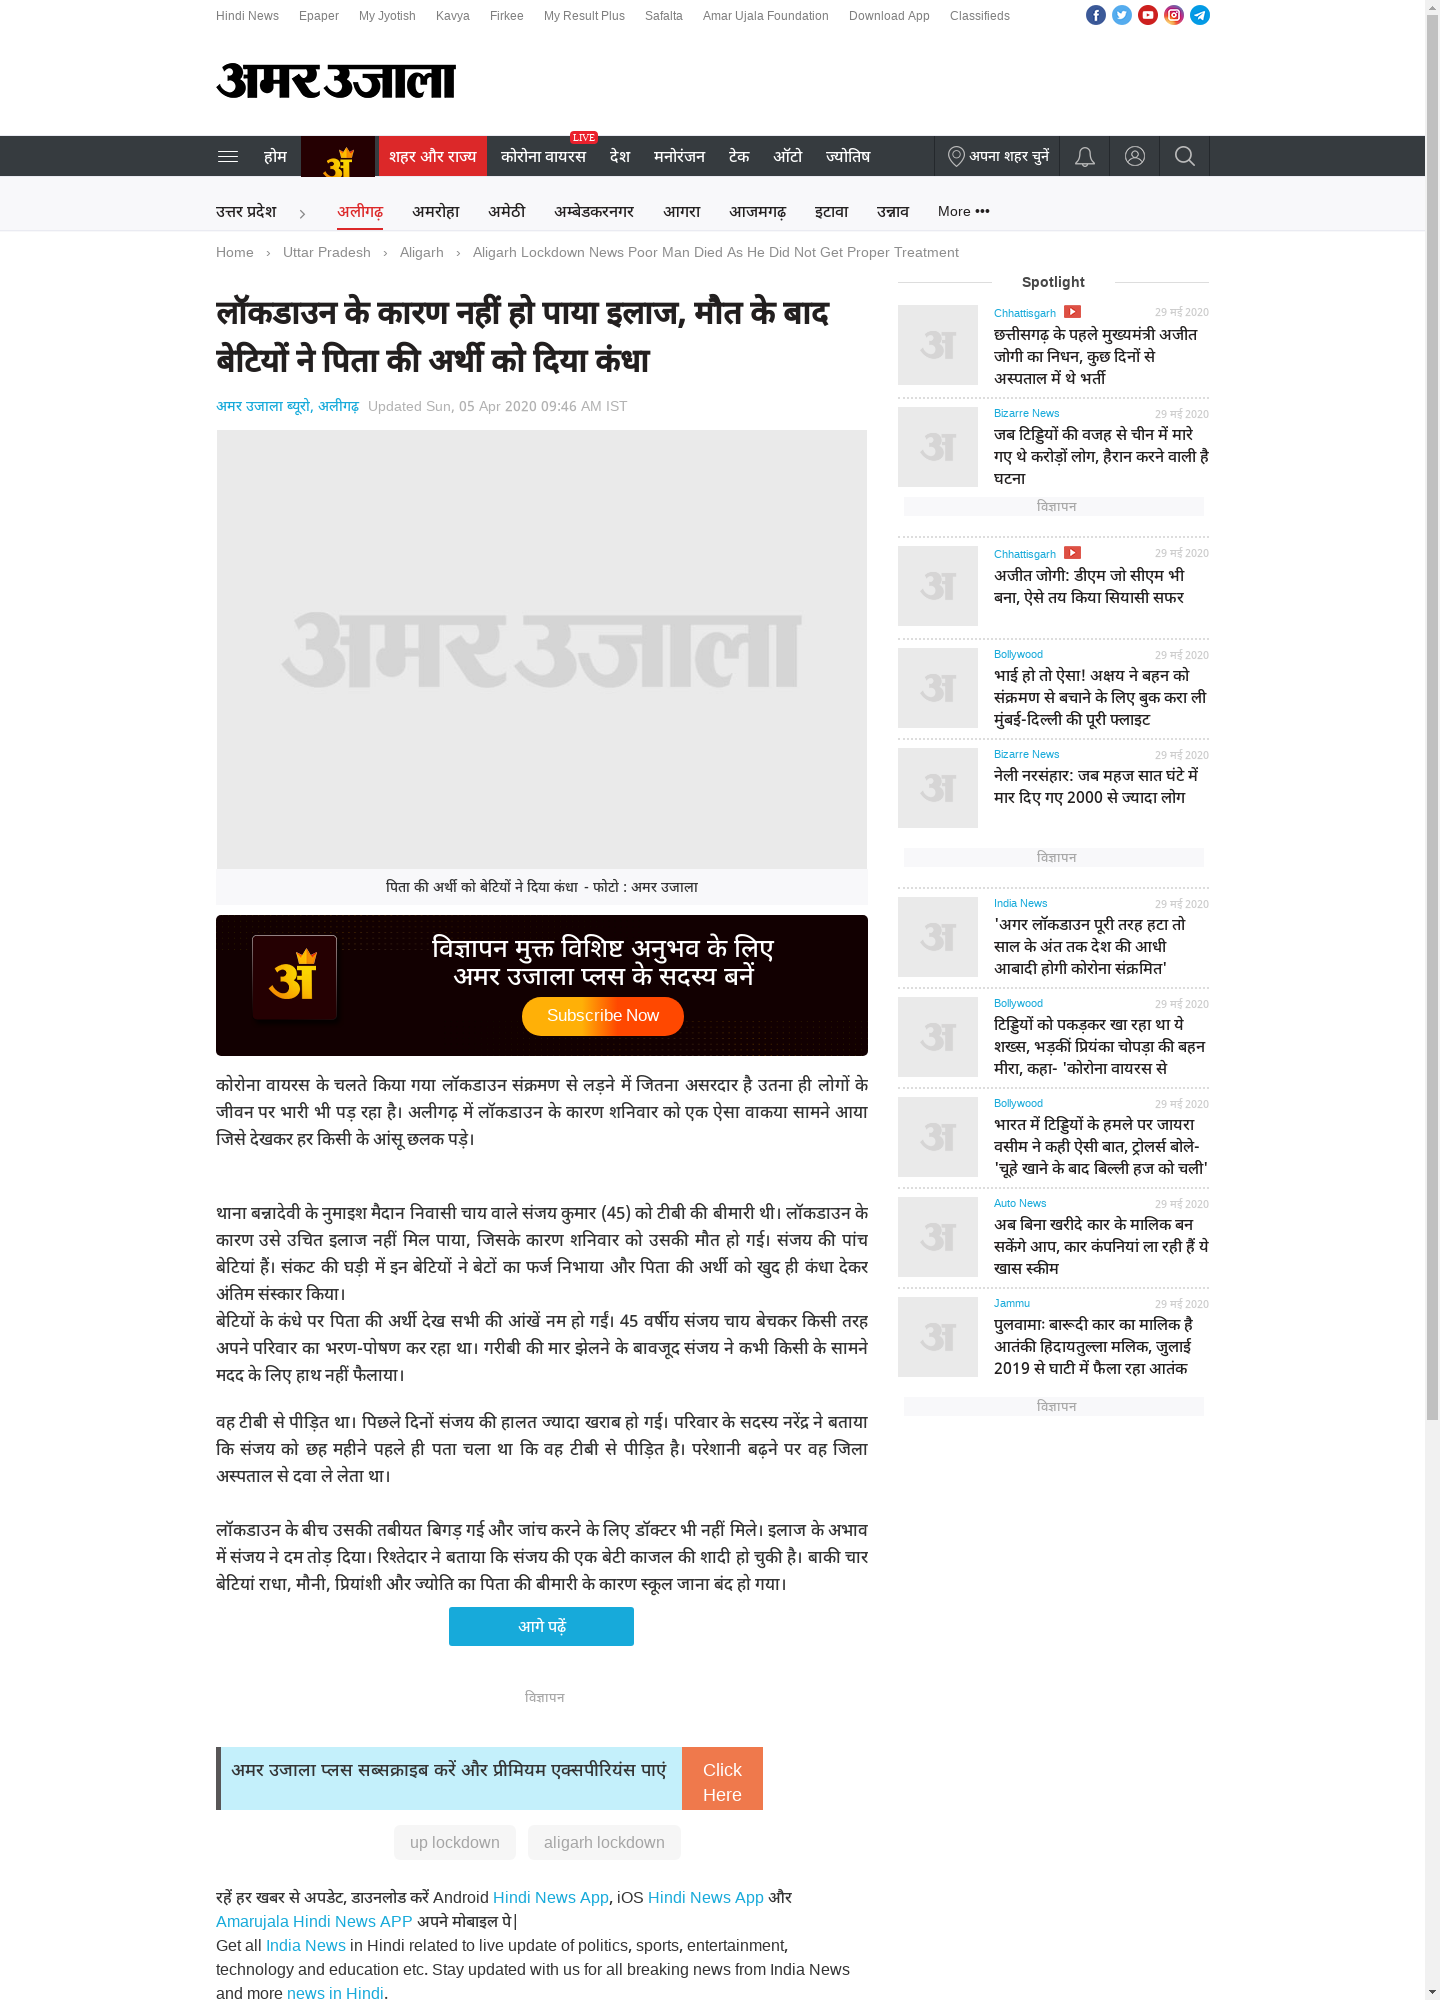 Hindi News Epaper My Jyotish Kavya Firkee My Result Plus Safalta Amar Ujala Foundation Download App Classifieds
अमर उजाला
होम अ शहर और राज्य कोरोना वायरस LIVE देश मनोरंजन टेक ऑटो ज्योतिष अपना शहर चुनें
उत्तर प्रदेश › अलीगढ़ अमरोहा अमेठी अम्बेडकरनगर आगरा आजमगढ़ इटावा उन्नाव More •••
Home › Uttar Pradesh › Aligarh › Aligarh Lockdown News Poor Man Died As He Did Not Get Proper Treatment
लॉकडाउन के कारण नहीं हो पाया इलाज, मौत के बाद
बेटियों ने पिता की अर्थी को दिया कंधा
अमर उजाला ब्यूरो, अलीगढ़ Updated Sun, 05 Apr 2020 09:46 AM IST
अमर उजाला
पिता की अर्थी को बेटियों ने दिया कंधा - फोटो : अमर उजाला
अ
विज्ञापन मुक्त विशिष्ट अनुभव के लिए
अमर उजाला प्लस के सदस्य बनें
Subscribe Now
कोरोना वायरस के चलते किया गया लॉकडाउन संक्रमण से लड़ने में जितना असरदार है उतना ही लोगों के
जीवन पर भारी भी पड़ रहा है। अलीगढ़ में लॉकडाउन के कारण शनिवार को एक ऐसा वाकया सामने आया
जिसे देखकर हर किसी के आंसू छलक पड़े।
थाना बन्नादेवी के नुमाइश मैदान निवासी चाय वाले संजय कुमार (45) को टीबी की बीमारी थी। लॉकडाउन के
कारण उसे उचित इलाज नहीं मिल पाया, जिसके कारण शनिवार को उसकी मौत हो गई। संजय की पांच
बेटियां हैं। संकट की घड़ी में इन बेटियों ने बेटों का फर्ज निभाया और पिता की अर्थी को खुद ही कंधा देकर
अंतिम संस्कार किया।
बेटियों के कंधे पर पिता की अर्थी देख सभी की आंखें नम हो गईं। 45 वर्षीय संजय चाय बेचकर किसी तरह
अपने परिवार का भरण-पोषण कर रहा था। गरीबी की मार झेलने के बावजूद संजय ने कभी किसी के सामने
मदद के लिए हाथ नहीं फैलाया।
वह टीबी से पीड़ित था। पिछले दिनों संजय की हालत ज्यादा खराब हो गई। परिवार के सदस्य नरेंद्र ने बताया
कि संजय को छह महीने पहले ही पता चला था कि वह टीबी से पीड़ित है। परेशानी बढ़ने पर वह जिला
अस्पताल से दवा ले लेता था।
लॉकडाउन के बीच उसकी तबीयत बिगड़ गई और जांच करने के लिए डॉक्टर भी नहीं मिले। इलाज के अभाव
में संजय ने दम तोड़ दिया। रिश्तेदार ने बताया कि संजय की एक बेटी काजल की शादी हो चुकी है। बाकी चार
बेटियां राधा, मौनी, प्रियांशी और ज्योति का पिता की बीमारी के कारण स्कूल जाना बंद हो गया।
आगे पढ़ें
विज्ञापन
अमर उजाला प्लस सब्सक्राइब करें और प्रीमियम एक्सपीरियंस पाएं
Click
Here
up lockdown aligarh lockdown
रहें हर खबर से अपडेट, डाउनलोड करें Android Hindi News App, iOS Hindi News App और
Amarujala Hindi News APP अपने मोबाइल पे|
Get all India News in Hindi related to live update of politics, sports, entertainment,
technology and education etc. Stay updated with us for all breaking news from India News
and more news in Hindi.
Spotlight
अ
Chhattisgarh 29 मई 2020
छत्तीसगढ़ के पहले मुख्यमंत्री अजीत
जोगी का निधन, कुछ दिनों से
अस्पताल में थे भर्ती
अ
Bizarre News 29 मई 2020
जब टिड्डियों की वजह से चीन में मारे
गए थे करोड़ों लोग, हैरान करने वाली है
घटना
विज्ञापन
अ
Chhattisgarh 29 मई 2020
अजीत जोगी: डीएम जो सीएम भी
बना, ऐसे तय किया सियासी सफर
अ
Bollywood 29 मई 2020
भाई हो तो ऐसा! अक्षय ने बहन को
संक्रमण से बचाने के लिए बुक करा ली
मुंबई-दिल्ली की पूरी फ्लाइट
अ
Bizarre News 29 मई 2020
नेली नरसंहार: जब महज सात घंटे में
मार दिए गए 2000 से ज्यादा लोग
विज्ञापन
अ
India News 29 मई 2020
'अगर लॉकडाउन पूरी तरह हटा तो
साल के अंत तक देश की आधी
आबादी होगी कोरोना संक्रमित'
अ
Bollywood 29 मई 2020
टिड्डियों को पकड़कर खा रहा था ये
शख्स, भड़कीं प्रियंका चोपड़ा की बहन
मीरा, कहा- 'कोरोना वायरस से
अ
Bollywood 29 मई 2020
भारत में टिड्डियों के हमले पर जायरा
वसीम ने कही ऐसी बात, ट्रोलर्स बोले-
'चूहे खाने के बाद बिल्ली हज को चली'
अ
Auto News 29 मई 2020
अब बिना खरीदे कार के मालिक बन
सकेंगे आप, कार कंपनियां ला रही हैं ये
खास स्कीम
अ
Jammu 29 मई 2020
पुलवामाः बारूदी कार का मालिक है
आतंकी हिदायतुल्ला मलिक, जुलाई
2019 से घाटी में फैला रहा आतंक
विज्ञापन